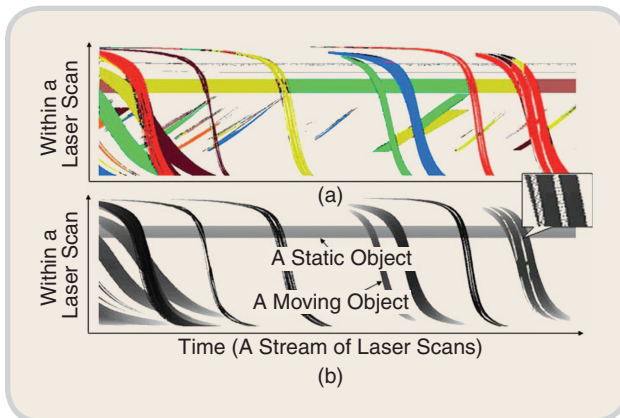 Within a
Laser Scan
(a)
Within a
Laser Scan
A Static Object
A Moving Object
Time (A Stream of Laser Scans)
(b)